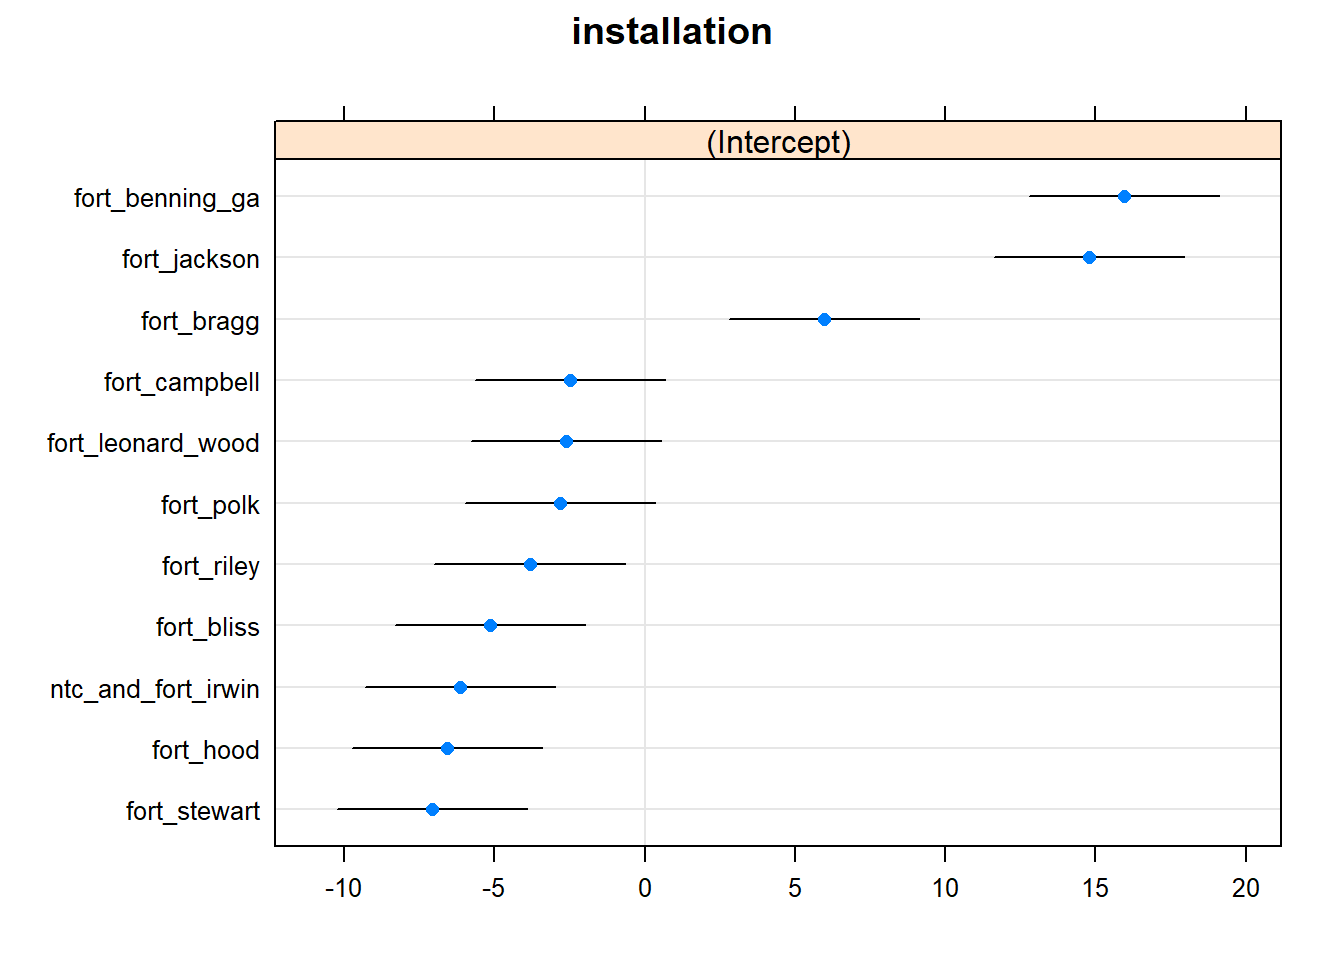 installation
(Intercept)
fort_benning_ga
fort_jackson
fort_bragg
fort_campbell
fort_leonard_wood
fort_polk
fort_riley
fort_bliss
ntc_and_fort_irwin
fort_hood
fort_stewart
-10 -5 0 5 10 15 20